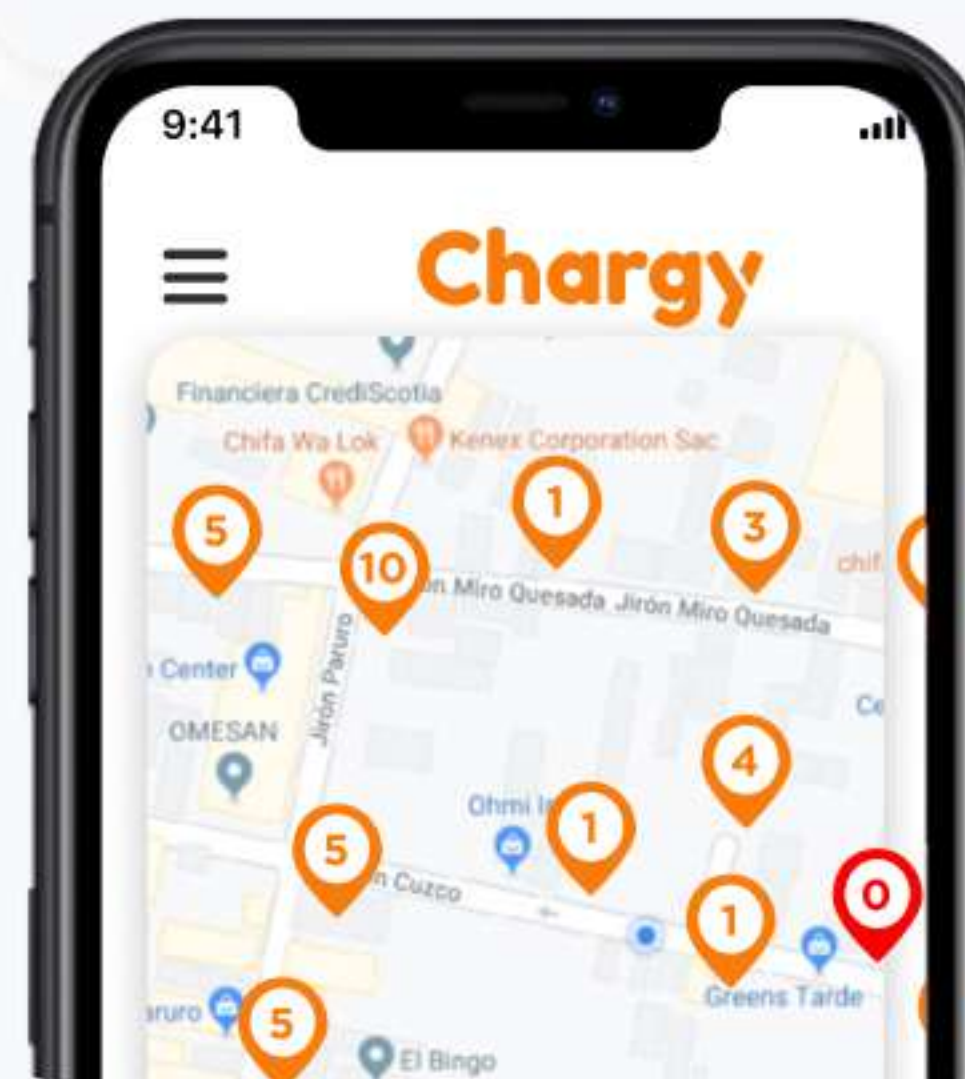 9:41
Chargy
Financiera CrediScotia
Chifa Wa Lok
Kenex Corporation Sac
1
5
3
10
chif
ón Miro Quesada Jirón Miro Quesada
Jirón Paruro
Center
OMESAN
Ce
4
Ohmi
1
5
n Cuzco
0
1
Greens Tarde
aruro
5
El Bingo